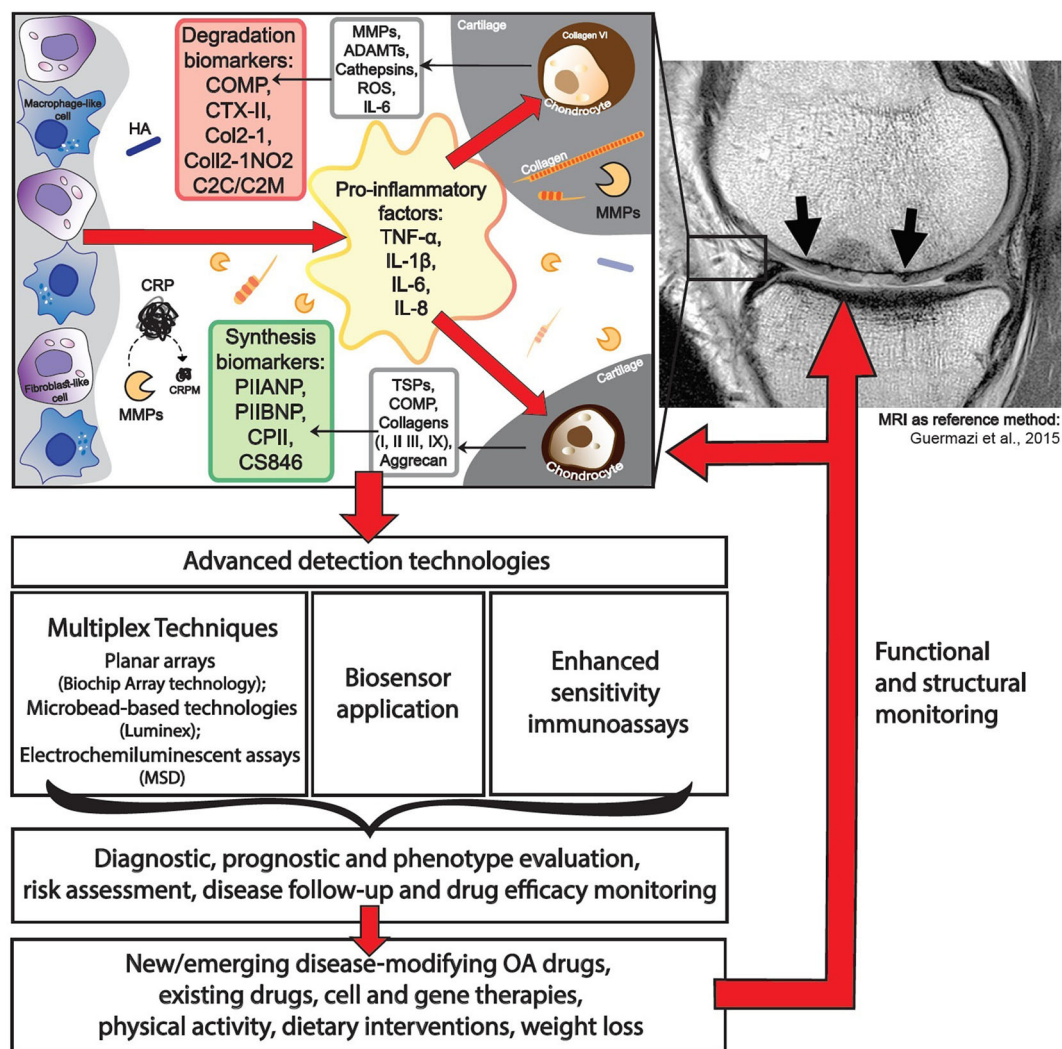 Macrophage-like
cell
HA
Degradation
biomarkers:
COMP,
CTX-II,
Col2-1,
Coll2-1NO2
C2C/C2M
MMPs,
ADAMTs,
Cathepsins,
ROS,
IL-6
Cartilage
Collagen VI
Chondrocyte
Collagen
MMPs
Pro-inflammatory
factors:
TNF-α,
IL-1β,
IL-6,
IL-8
CRP
CRPM
MMPs
Fibroblast-like
cell
Synthesis
biomarkers:
PIIANP,
PIIBNP,
CPII,
CS846
TSPs,
COMP,
Collagens
(I, II III, IX),
Aggrecan
Cartilage
Chondrocyte
MRI as reference method:
Guermazi et al., 2015
Advanced detection technologies
Multiplex Techniques
Planar arrays
(Biochip Array technology);
Microbead-based technologies
(Luminex);
Electrochemiluminescent assays
(MSD)
Biosensor
application
Enhanced
sensitivity
immunoassays
Functional
and structural
monitoring
Diagnostic, prognostic and phenotype evaluation,
risk assessment, disease follow-up and drug efficacy monitoring
New/emerging disease-modifying OA drugs,
existing drugs, cell and gene therapies,
physical activity, dietary interventions, weight loss